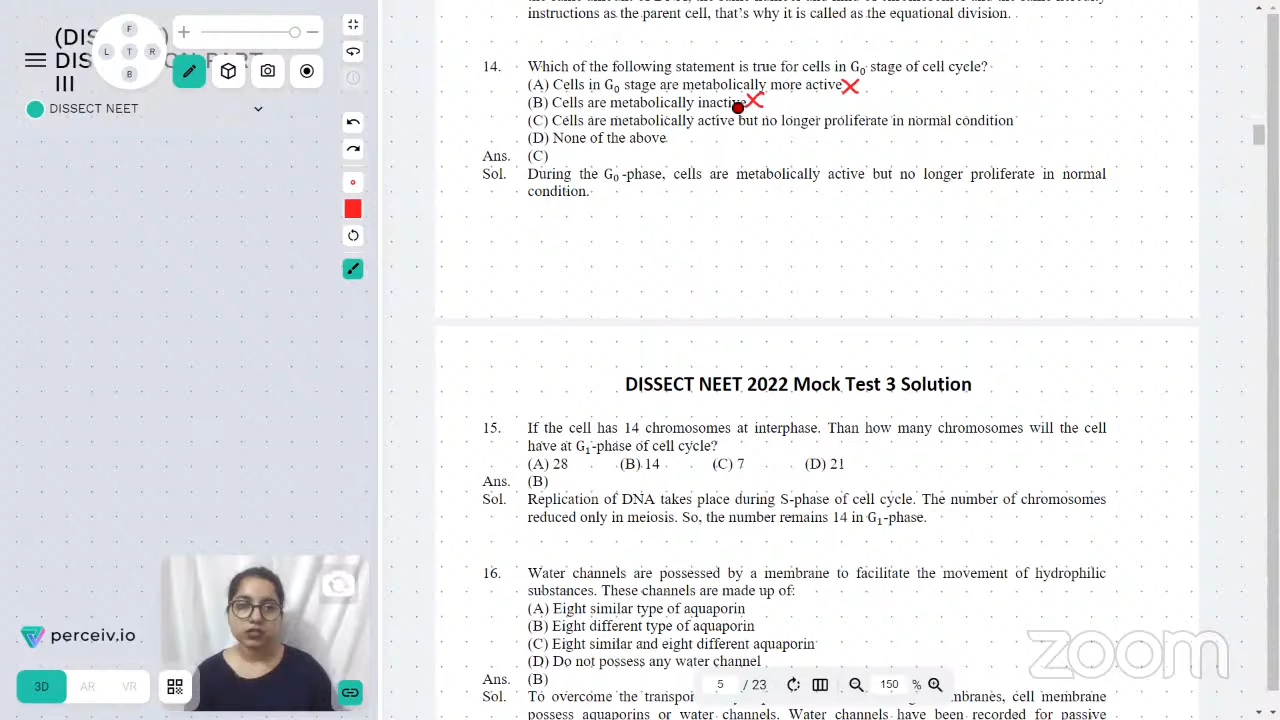 instructions as the parent cell, that's why it is called as the equational division.
14. Which of the following statement is true for cells in G₀ stage of cell cycle?
(A) Cells in G₀ stage are metabolically more active
(B) Cells are metabolically inactive
(C) Cells are metabolically active but no longer proliferate in normal condition
(D) None of the above
Ans. (C)
Sol. During the G₀-phase, cells are metabolically active but no longer proliferate in normal
condition.
DISSECT NEET 2022 Mock Test 3 Solution
15. If the cell has 14 chromosomes at interphase. Than how many chromosomes will the cell
have at G₁-phase of cell cycle?
(A) 28 (B) 14 (C) 7 (D) 21
Ans. (B)
Sol. Replication of DNA takes place during S-phase of cell cycle. The number of chromosomes
reduced only in meiosis. So, the number remains 14 in G₁-phase.
16. Water channels are possessed by a membrane to facilitate the movement of hydrophilic
substances. These channels are made up of:
(A) Eight similar type of aquaporin
(B) Eight different type of aquaporin
(C) Eight similar and eight different aquaporin
(D) Do not possess any water channel
Ans. (B)
Sol. To overcome the transpor mbranes, cell membrane
possess aquaporins or water channels. Water channels have been recorded for passive
5 / 23 150 %
(DIS
DIS
III
F
L T R
B
DISSECT NEET
perceiv.io
3D AR VR
zoom